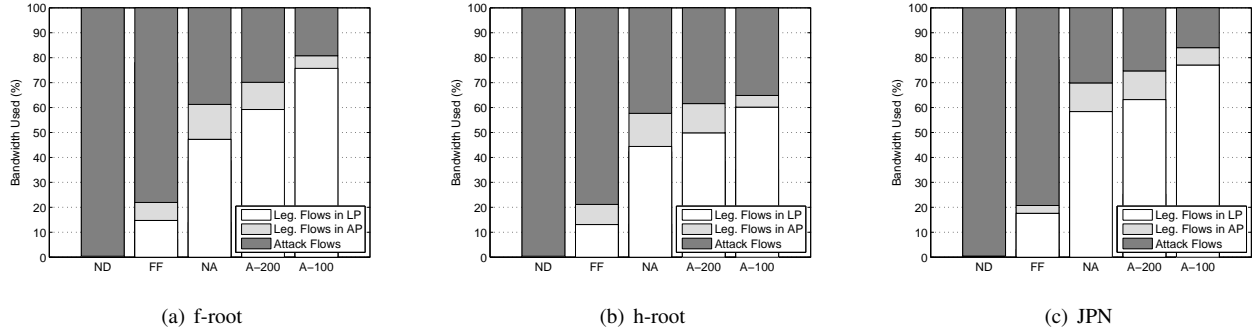 100
90
80
70
60
50
40
30
20
10
0
Bandwidth Used (%)
ND FF NA A−200 A−100
Leg. Flows in LP
Leg. Flows in AP
Attack Flows
(a) f-root
100
90
80
70
60
50
40
30
20
10
0
Bandwidth Used (%)
ND FF NA A−200 A−100
Leg. Flows in LP
Leg. Flows in AP
Attack Flows
(b) h-root
100
90
80
70
60
50
40
30
20
10
0
Bandwidth Used (%)
ND FF NA A−200 A−100
Leg. Flows in LP
Leg. Flows in AP
Attack Flows
(c) JPN